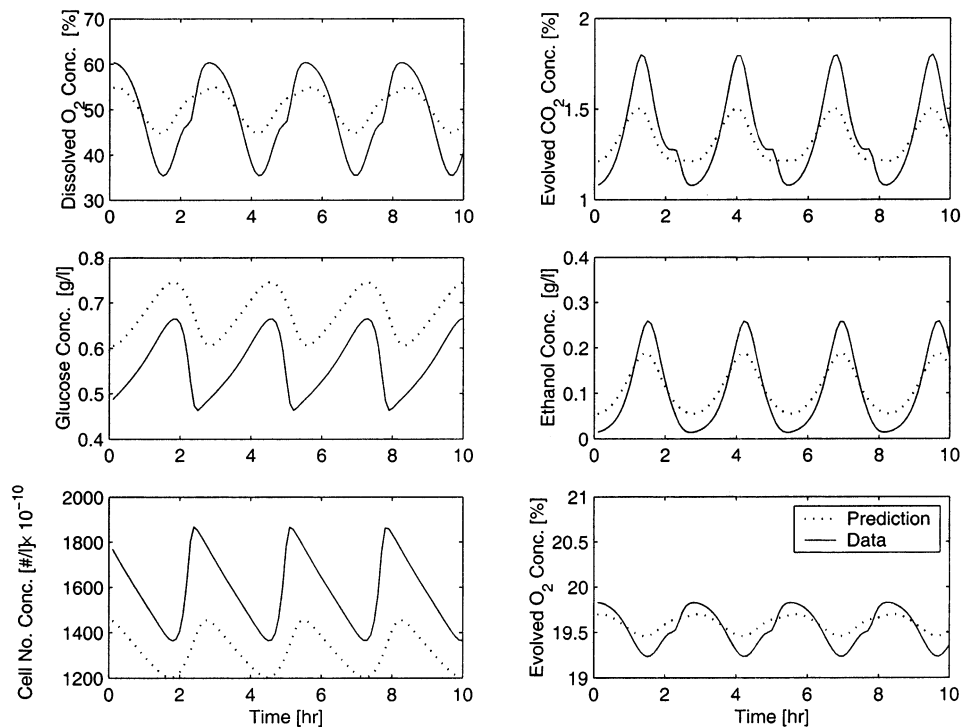 Dissolved O2 Conc. [%]
70
60
50
40
30
0 2 4 6 8 10
Evolved CO2 Conc. [%]
2
1.5
1
0 2 4 6 8 10
Glucose Conc. [g/l]
0.8
0.7
0.6
0.5
0.4
0 2 4 6 8 10
Ethanol Conc. [g/l]
0.4
0.3
0.2
0.1
0
0 2 4 6 8 10
Cell No. Conc. [#/l]× 10^-10
2000
1800
1600
1400
1200
0 2 4 6 8 10
Time [hr]
Evolved O2 Conc. [%]
21
20.5
20
19.5
19
Prediction
Data
0 2 4 6 8 10
Time [hr]